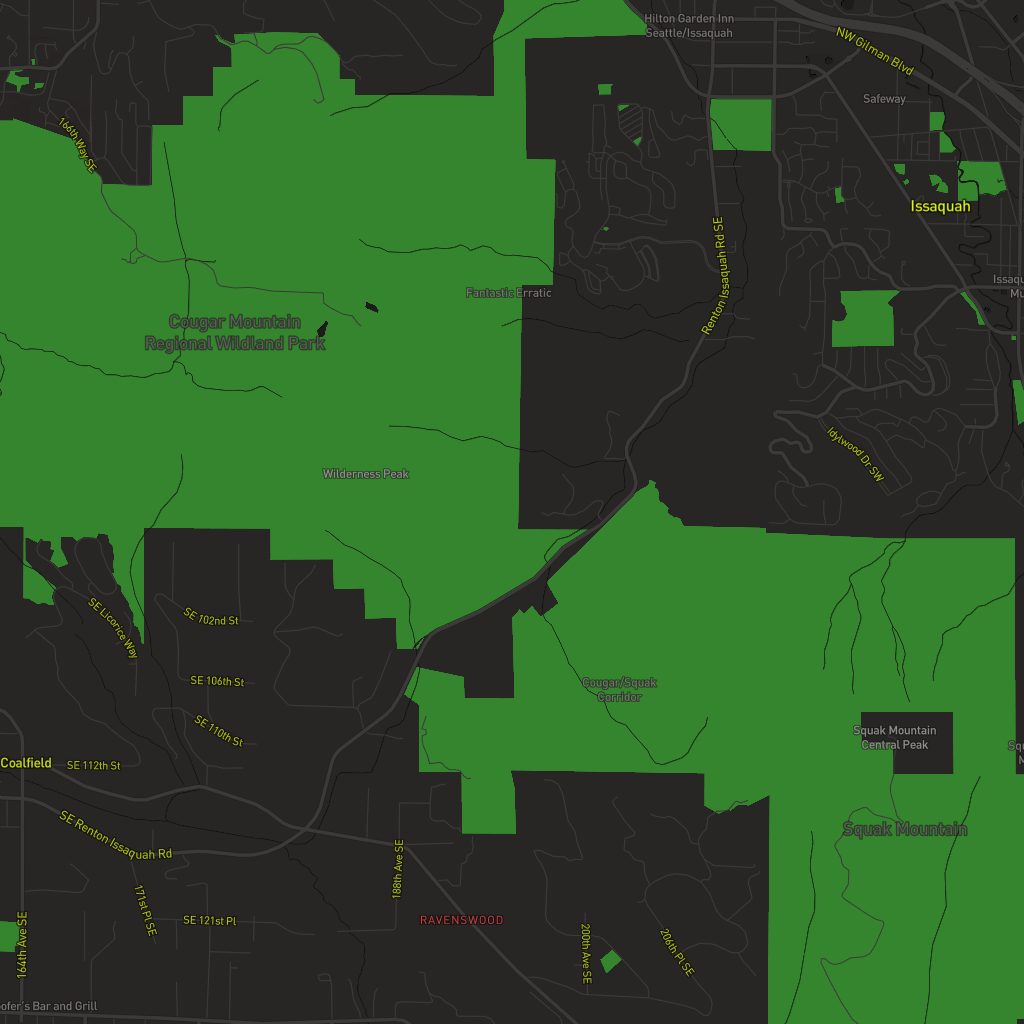 Hilton Garden Inn
Seattle/Issaquah
NW Gilman Blvd
Safeway
166th Way SE
Issaquah
Renton Issaquah Rd SE
Fantastic Erratic
Issaqu
Mu
Cougar Mountain
Regional Wildland Park
Idylwood Dr SW
Wilderness Peak
SE Licorice Way
SE 102nd St
SE 106th St
Cougar/Squak
Corridor
SE 110th St
Squak Mountain
Central Peak
Squ
M
Coalfield
SE 112th St
SE Renton Issaquah Rd
Squak Mountain
188th Ave SE
171st Pl SE
SE 121st Pl
RAVENSWOOD
164th Ave SE
200th Ave SE
206th Pl SE
ofer's Bar and Grill